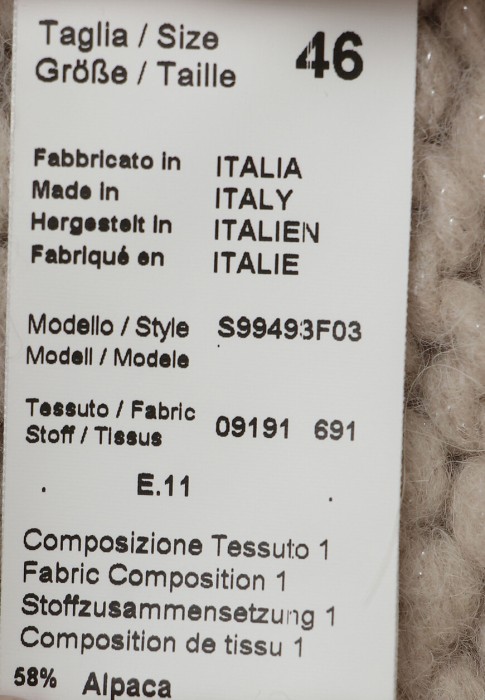 Taglia / Size 46
Größe / Taille
Fabbricato in ITALIA
Made in ITALY
Hergestelt in ITALIEN
Fabriqué en ITALIE
Modello / Style S99493F03
Modell / Modele
Tessuto / Fabric 09191 691
Stoff / Tissus
E.11
Composizione Tessuto 1
Fabric Composition 1
Stoffzusammensetzung 1
Composition de tissu 1
58% Alpaca